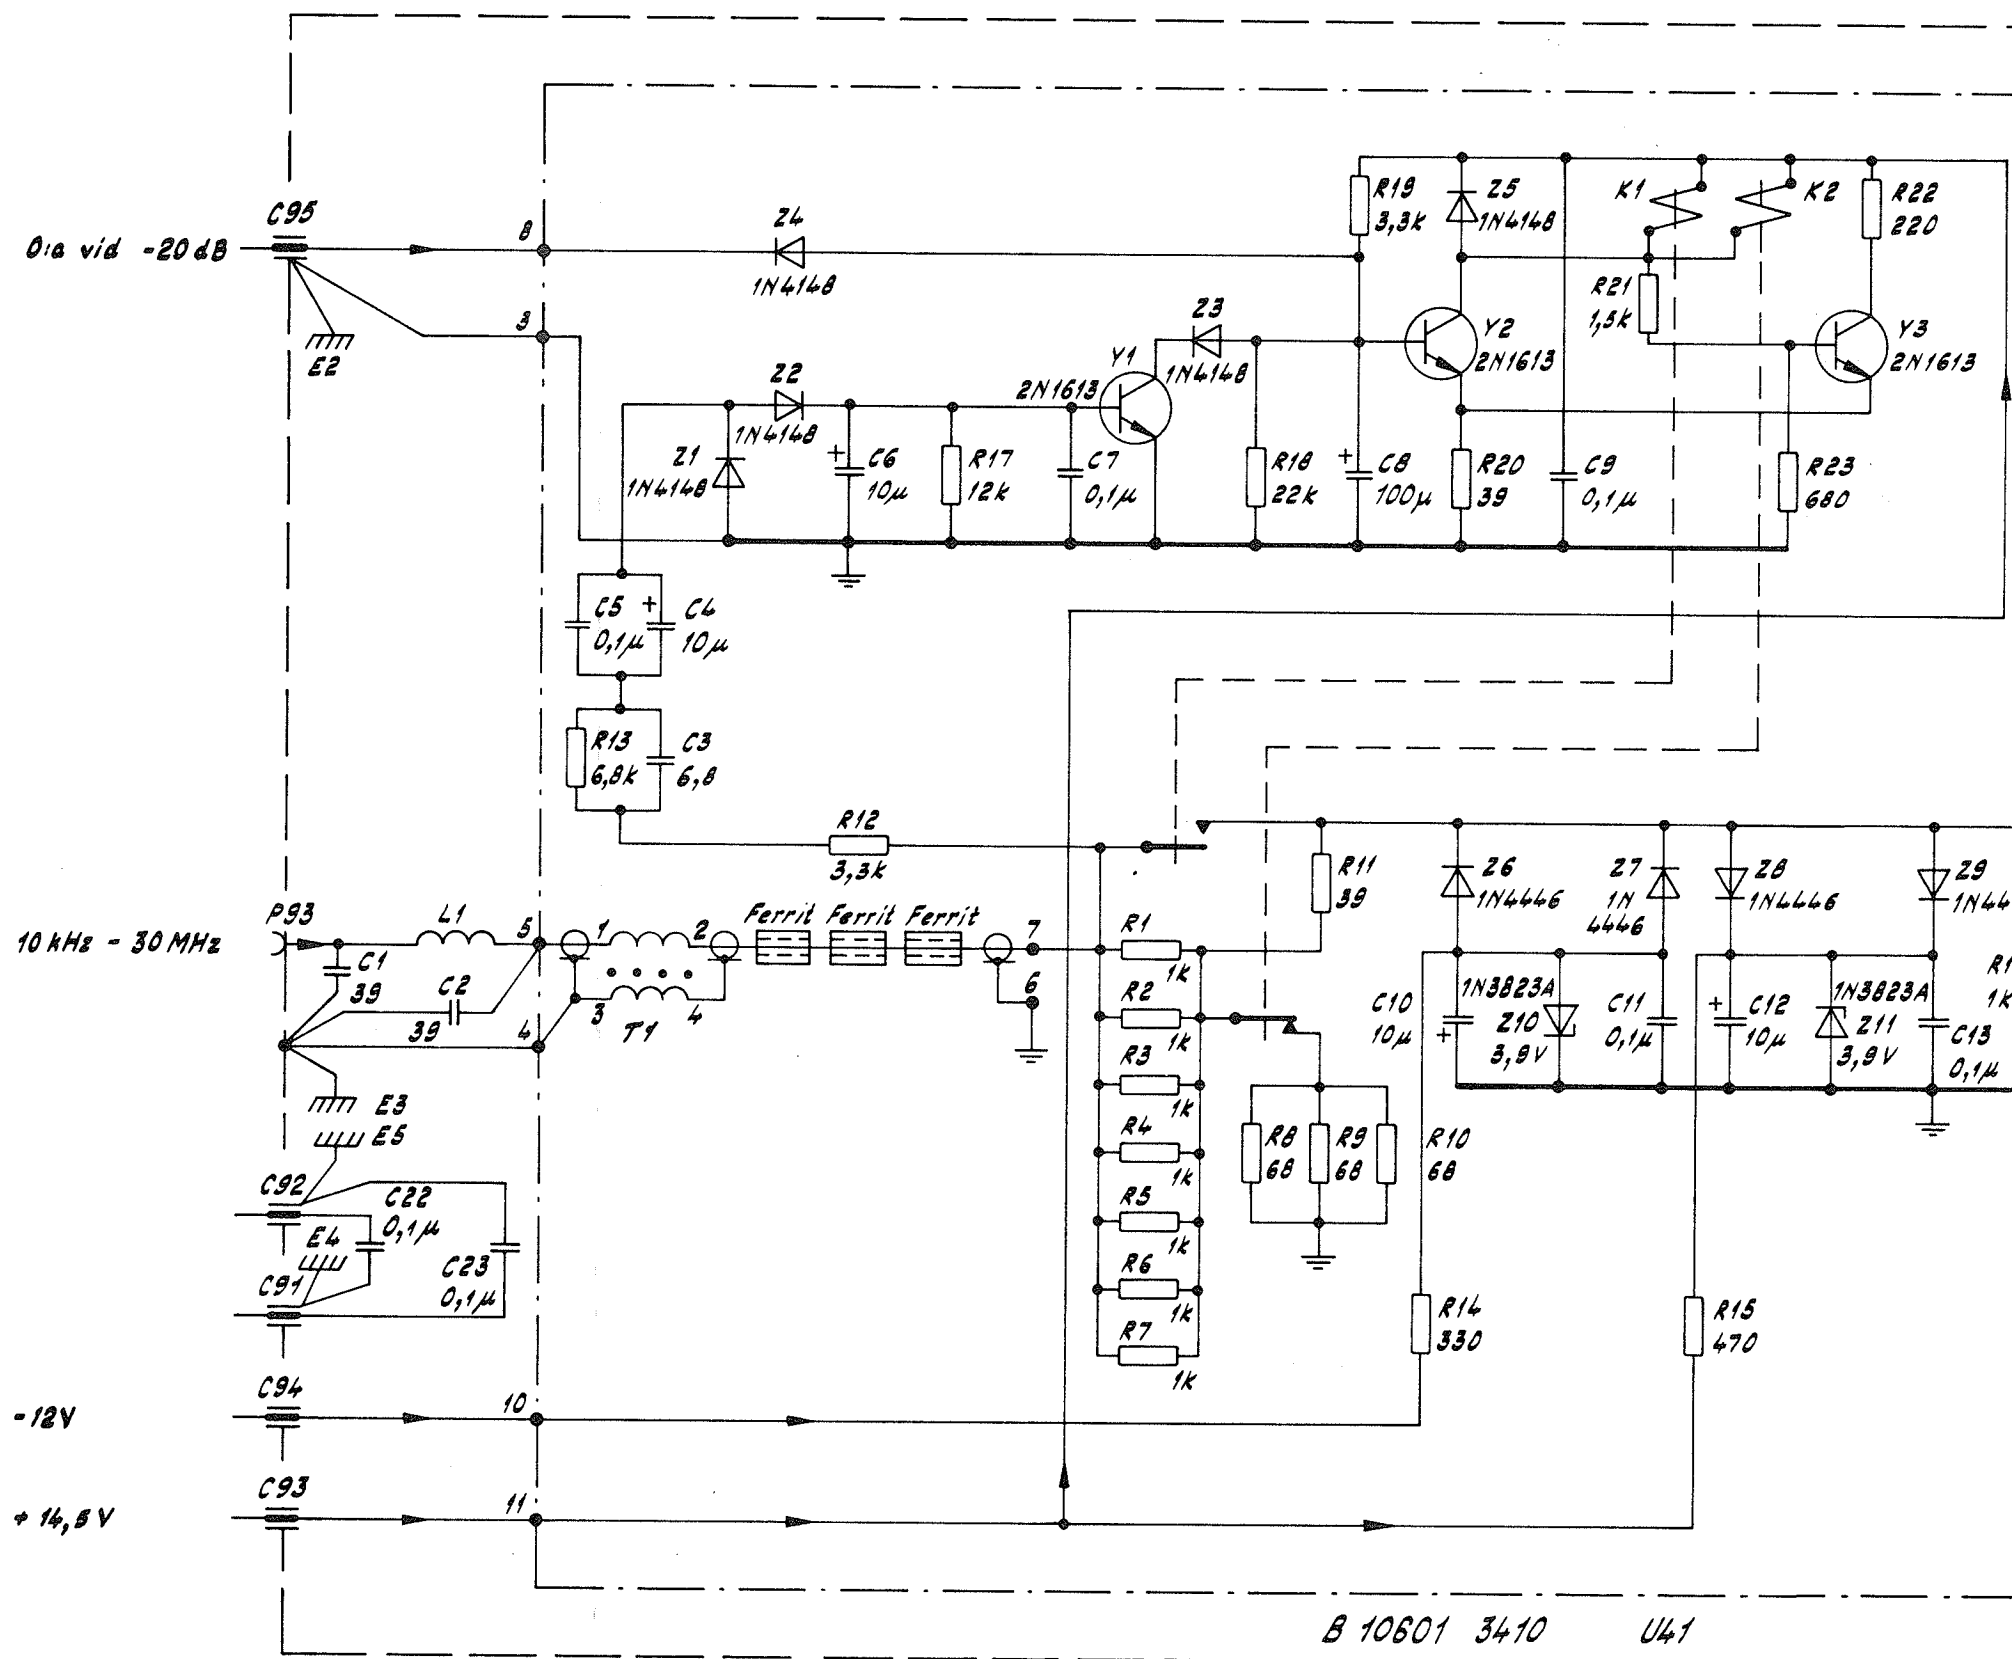 C95
0:a vid -20 dB
8
3
E2
Z4
1N4148
Z2
1N4148
Z1
1N4148
C6
10µ
+
R17
12k
C7
0,1µ
Y1
2N1613
Z3
1N4148
R18
22k
R19
3,3k
+
C8
100µ
Z5
1N4148
Y2
2N1613
R20
39
C9
0,1µ
K1
K2
R21
1,5k
R22
220
Y3
2N1613
R23
680
C5
0,1µ
+
C4
10µ
R13
6,8k
C3
6,8
R12
3,3k
P93
10 kHz - 30 MHz
L1
C1
39
C2
39
5
4
1
2
3
4
T1
Ferrit
Ferrit
Ferrit
7
6
R1
1k
R2
1k
R3
1k
R4
1k
R5
1k
R6
1k
R7
1k
R11
39
R8
68
R9
68
R10
68
Z6
1N4446
Z7
1N
4446
Z8
1N4446
Z9
1N44
C10
10µ
+
1N3823A
Z10
3,9V
C11
0,1µ
+
C12
10µ
1N3823A
Z11
3,9V
C13
0,1µ
R1
1k
E3
E5
C92
C22
0,1µ
E4
C91
C23
0,1µ
R14
330
R15
470
C94
-12V
10
C93
+ 14,5 V
11
B 10601 3410 U41